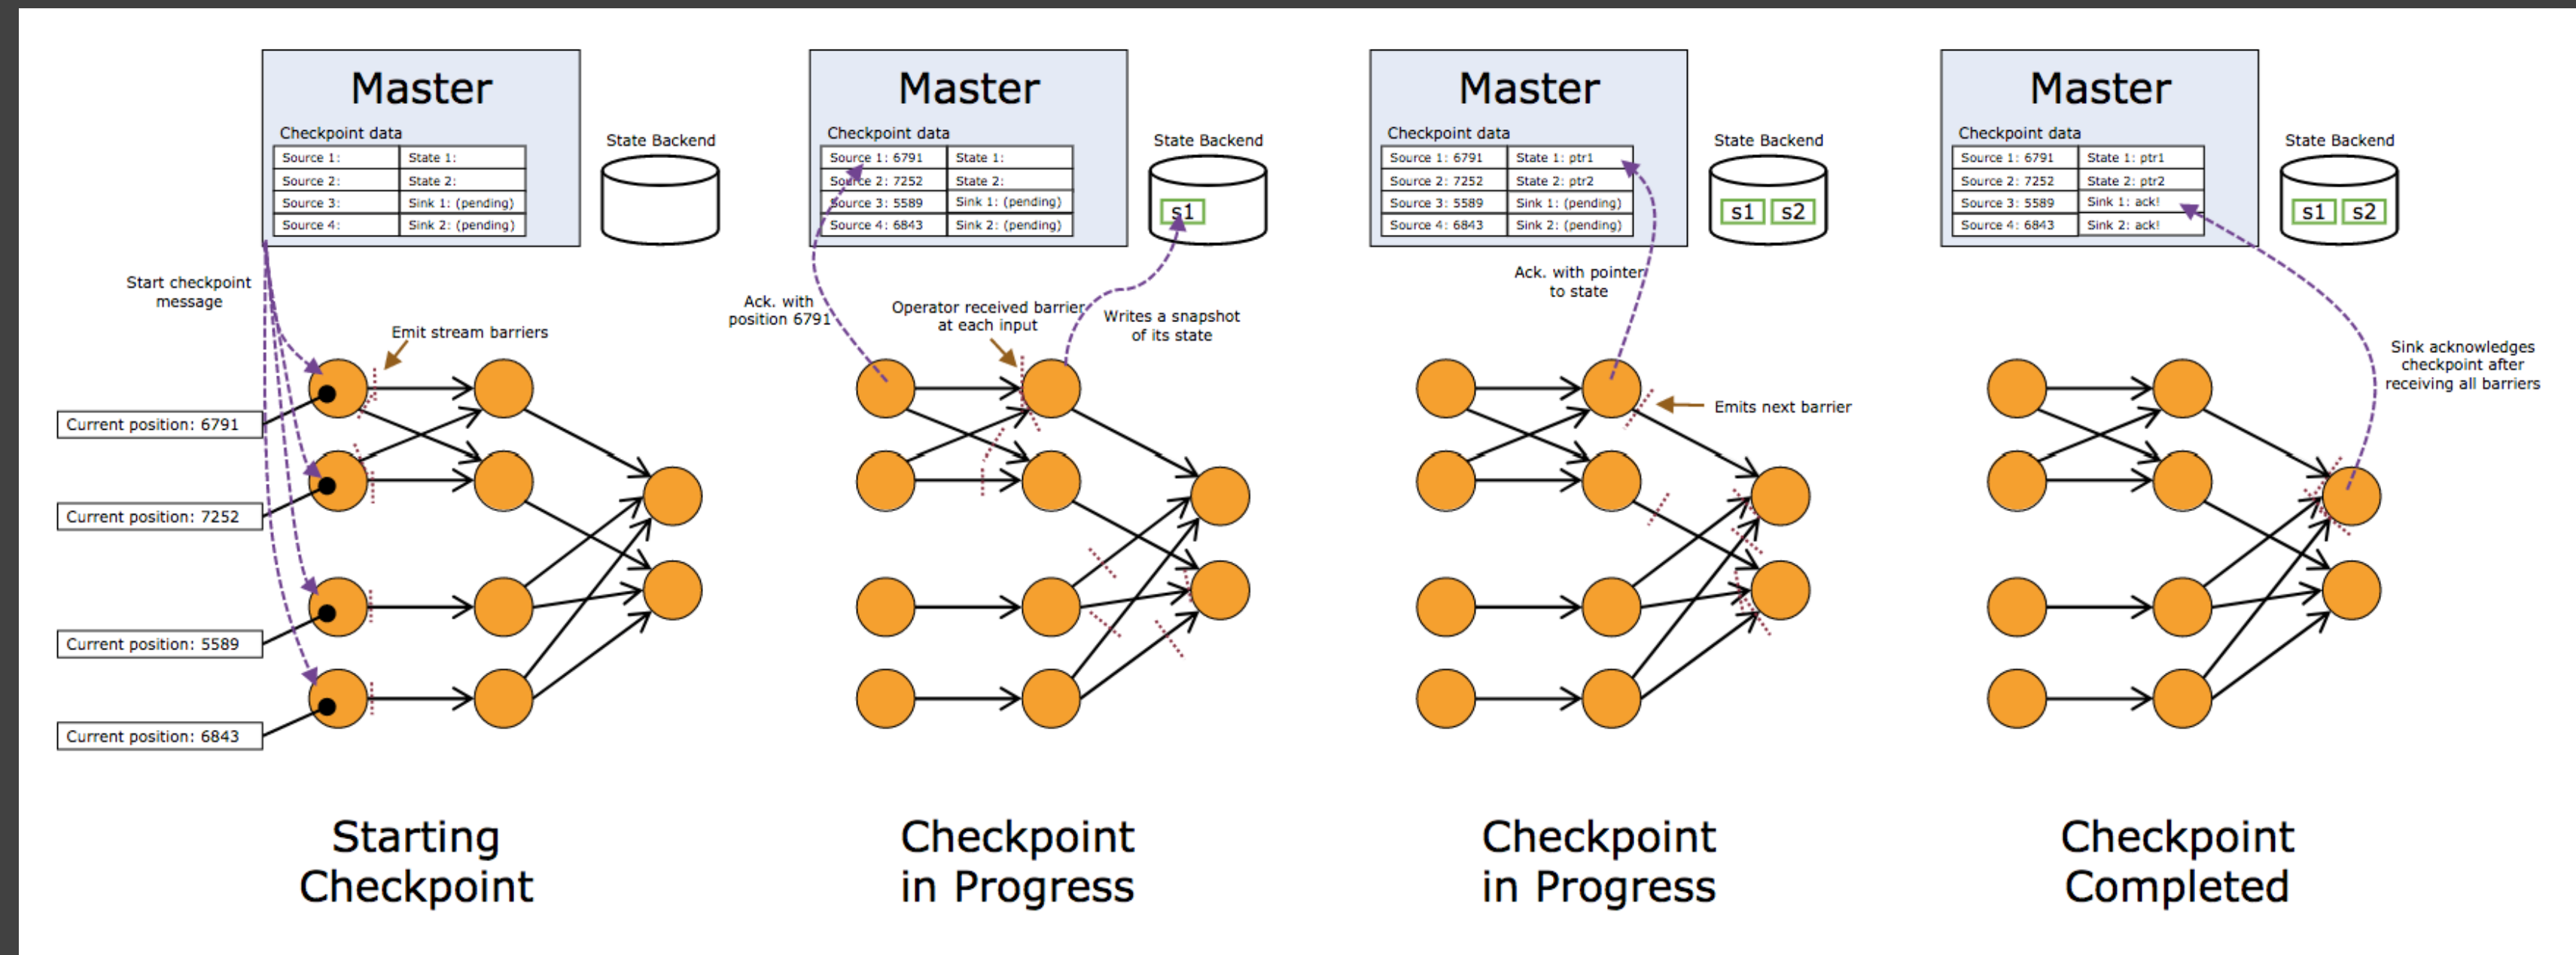 Master
Checkpoint data
Source 1:
State 1:
Source 2:
State 2:
Source 3:
Sink 1: (pending)
Source 4:
Sink 2: (pending)
State Backend
Start checkpoint
message
Emit stream barriers
Current position: 6791
Current position: 7252
Current position: 5589
Current position: 6843
Starting
Checkpoint
Master
Checkpoint data
Source 1: 6791
State 1:
Source 2: 7252
State 2:
Source 3: 5589
Sink 1: (pending)
Source 4: 6843
Sink 2: (pending)
State Backend
s1
Ack. with
position 6791
Operator received barrier
at each input
Writes a snapshot
of its state
Checkpoint
in Progress
Master
Checkpoint data
Source 1: 6791
State 1: ptr1
Source 2: 7252
State 2: ptr2
Source 3: 5589
Sink 1: (pending)
Source 4: 6843
Sink 2: (pending)
State Backend
s1 s2
Ack. with pointer
to state
Emits next barrier
Checkpoint
in Progress
Master
Checkpoint data
Source 1: 6791
State 1: ptr1
Source 2: 7252
State 2: ptr2
Source 3: 5589
Sink 1: ack!
Source 4: 6843
Sink 2: ack!
State Backend
s1 s2
Sink acknowledges
checkpoint after
receiving all barriers
Checkpoint
Completed